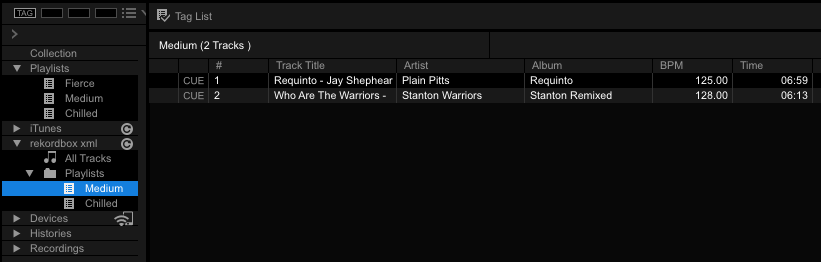 TAG
Tag List
Collection
Playlists
Fierce
Medium
Chilled
iTunes
rekordbox xml
All Tracks
Playlists
Medium
Chilled
Devices
Histories
Recordings
Medium (2 Tracks )
# Track Title Artist Album BPM Time
CUE 1 Requinto - Jay Shephear Plain Pitts Requinto 125.00 06:59
CUE 2 Who Are The Warriors - Stanton Warriors Stanton Remixed 128.00 06:13